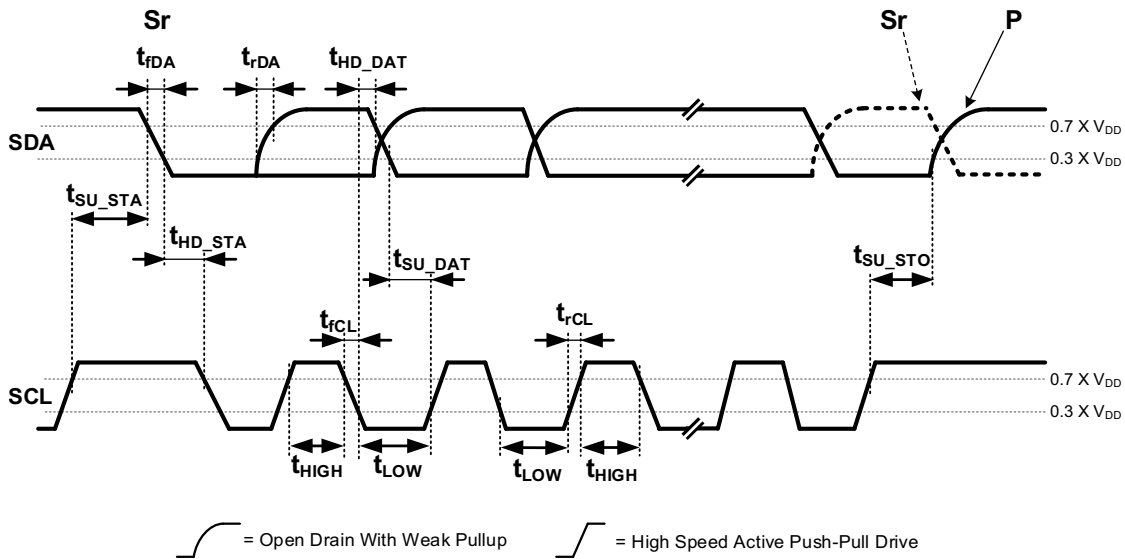 Sr
Sr
P
tfDA
trDA
tHD_DAT
SDA
0.7 X VDD
0.3 X VDD
tSU_STA
tHD_STA
tSU_DAT
tSU_STO
tfCL
trCL
SCL
0.7 X VDD
0.3 X VDD
tHIGH
tLOW
tLOW
tHIGH
= Open Drain With Weak Pullup
= High Speed Active Push-Pull Drive